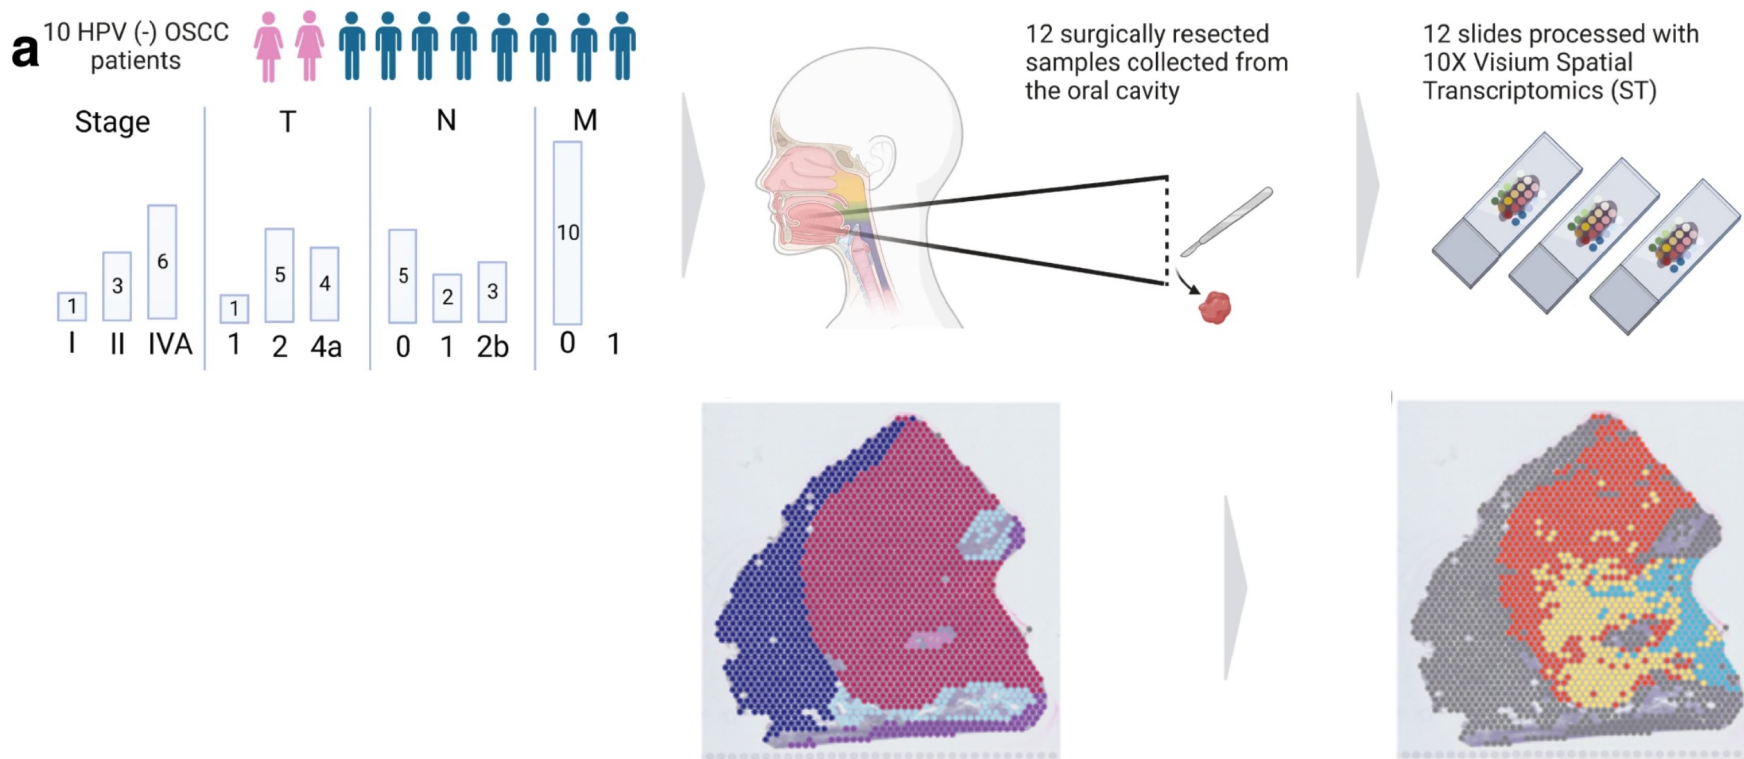 a
10 HPV (-) OSCC
patients
Stage
T
N
M
1
3
6
1
5
4
5
2
3
10
I II IVA
1 2 4a
0 1 2b
0 1
12 surgically resected
samples collected from
the oral cavity
12 slides processed with
10X Visium Spatial
Transcriptomics (ST)